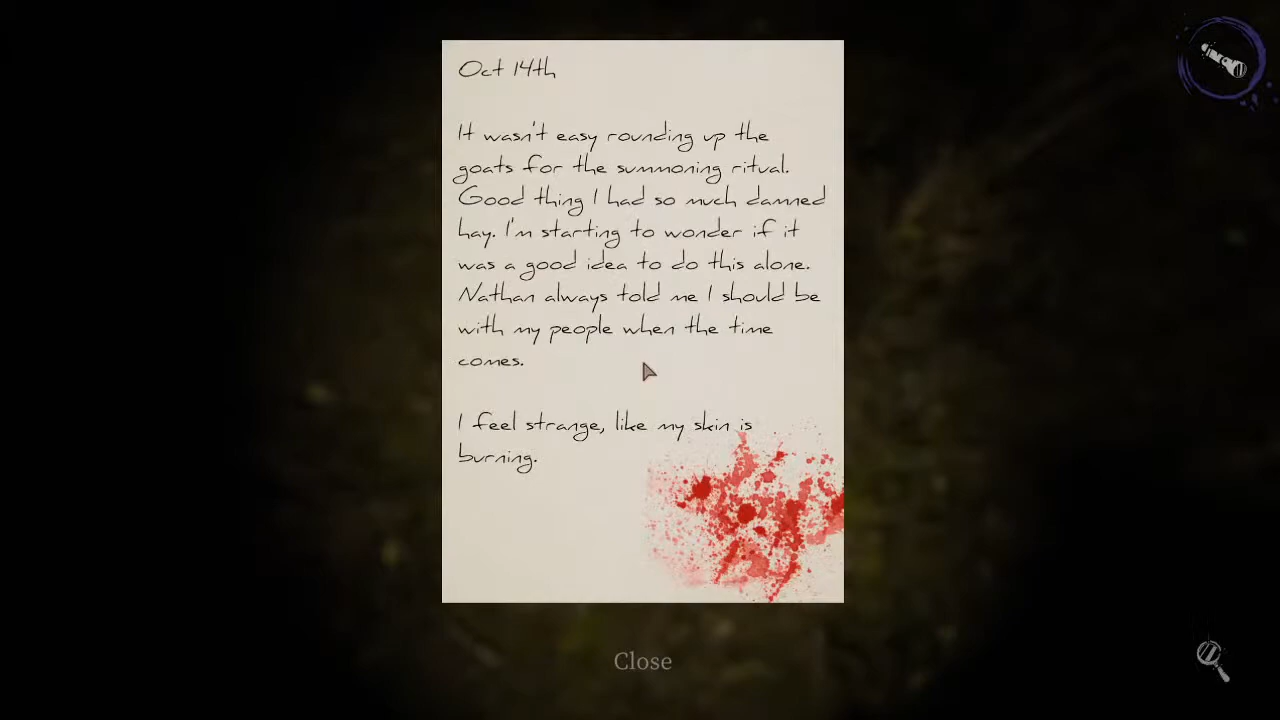 Oct 14th
It wasn't easy rounding up the
goats for the summoning ritual.
Good thing I had so much damned
hay. I'm starting to wonder if it
was a good idea to do this alone.
Nathan always told me I should be
with my people when the time
comes.
I feel strange, like my skin is
burning.
Close